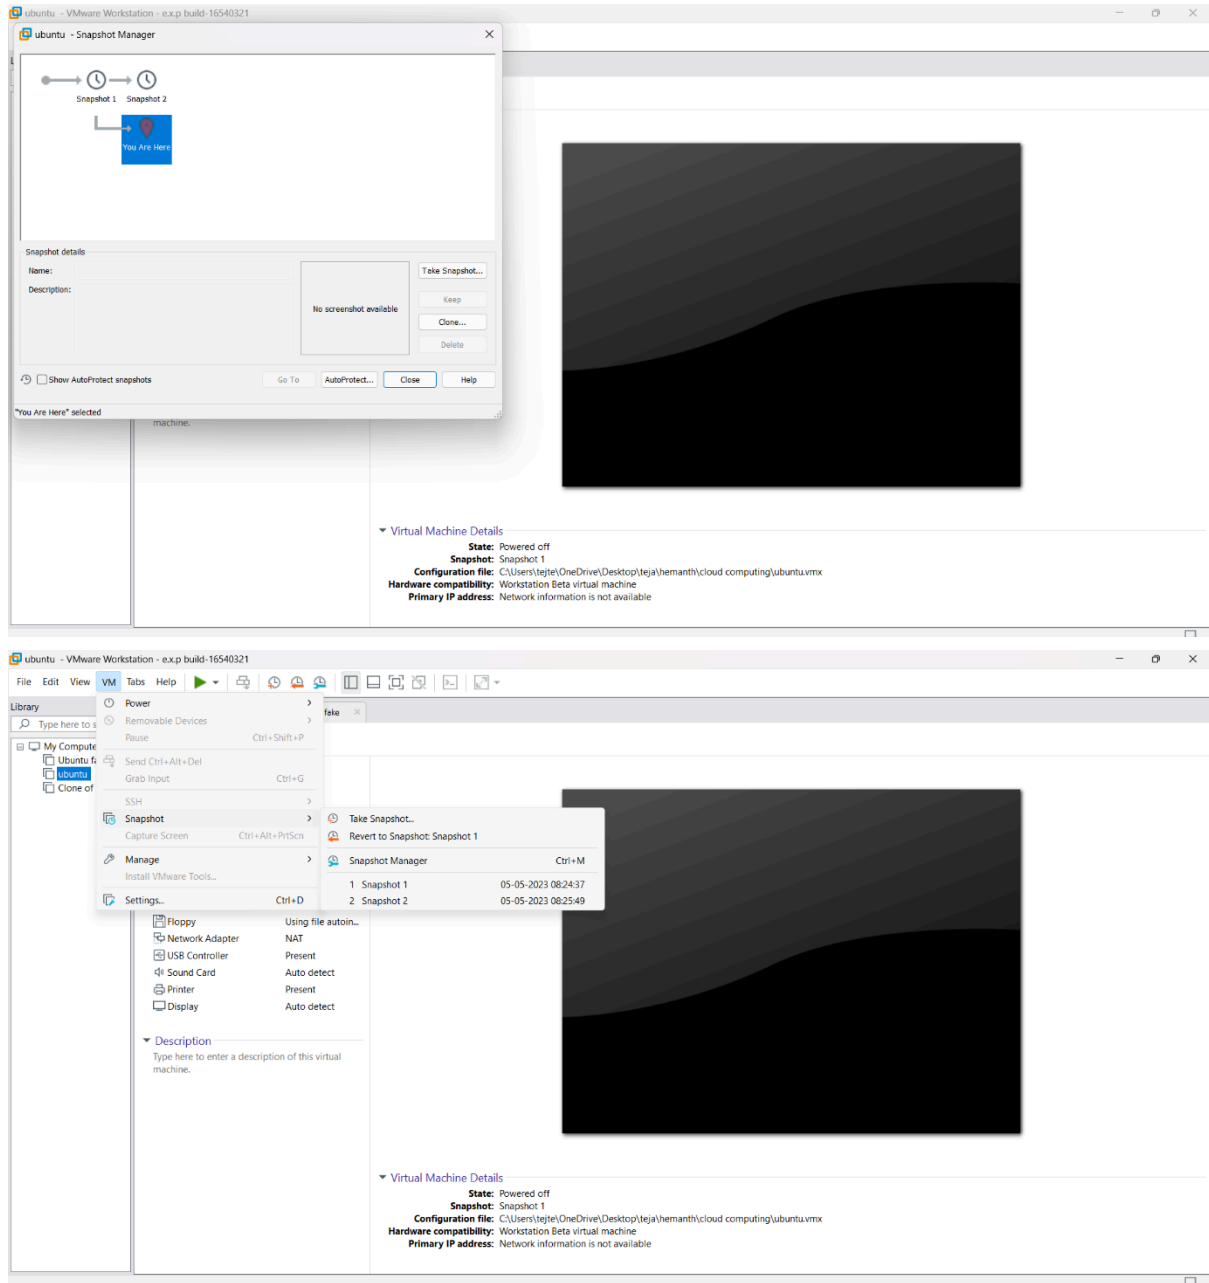 ubuntu - VMware Workstation - e.x.p build-16540321
ubuntu - Snapshot Manager
Snapshot 1 Snapshot 2
You Are Here
Snapshot details
Name:
Description:
No screenshot available
Take Snapshot...
Keep
Clone...
Delete
Show AutoProtect snapshots
Go To
AutoProtect...
Close
Help
"You Are Here" selected
machine.
Virtual Machine Details
State: Powered off
Snapshot: Snapshot 1
Configuration file: C:\Users\tejte\OneDrive\Desktop\teja\hemanth\cloud computing\ubuntu.vmx
Hardware compatibility: Workstation Beta virtual machine
Primary IP address: Network information is not available
ubuntu - VMware Workstation - e.x.p build-16540321
File Edit View VM Tabs Help
Library
Type here to s
My Compute
Ubuntu fa
ubuntu
Clone of
fake
Power
Removable Devices
Pause Ctrl+Shift+P
Send Ctrl+Alt+Del
Grab Input Ctrl+G
SSH
Snapshot
Capture Screen Ctrl+Alt+PrtScn
Manage
Install VMware Tools...
Settings... Ctrl+D
Take Snapshot...
Revert to Snapshot: Snapshot 1
Snapshot Manager Ctrl+M
1 Snapshot 1 05-05-2023 08:24:37
2 Snapshot 2 05-05-2023 08:25:49
Floppy Using file autoin...
Network Adapter NAT
USB Controller Present
Sound Card Auto detect
Printer Present
Display Auto detect
Description
Type here to enter a description of this virtual
machine.
Virtual Machine Details
State: Powered off
Snapshot: Snapshot 1
Configuration file: C:\Users\tejte\OneDrive\Desktop\teja\hemanth\cloud computing\ubuntu.vmx
Hardware compatibility: Workstation Beta virtual machine
Primary IP address: Network information is not available